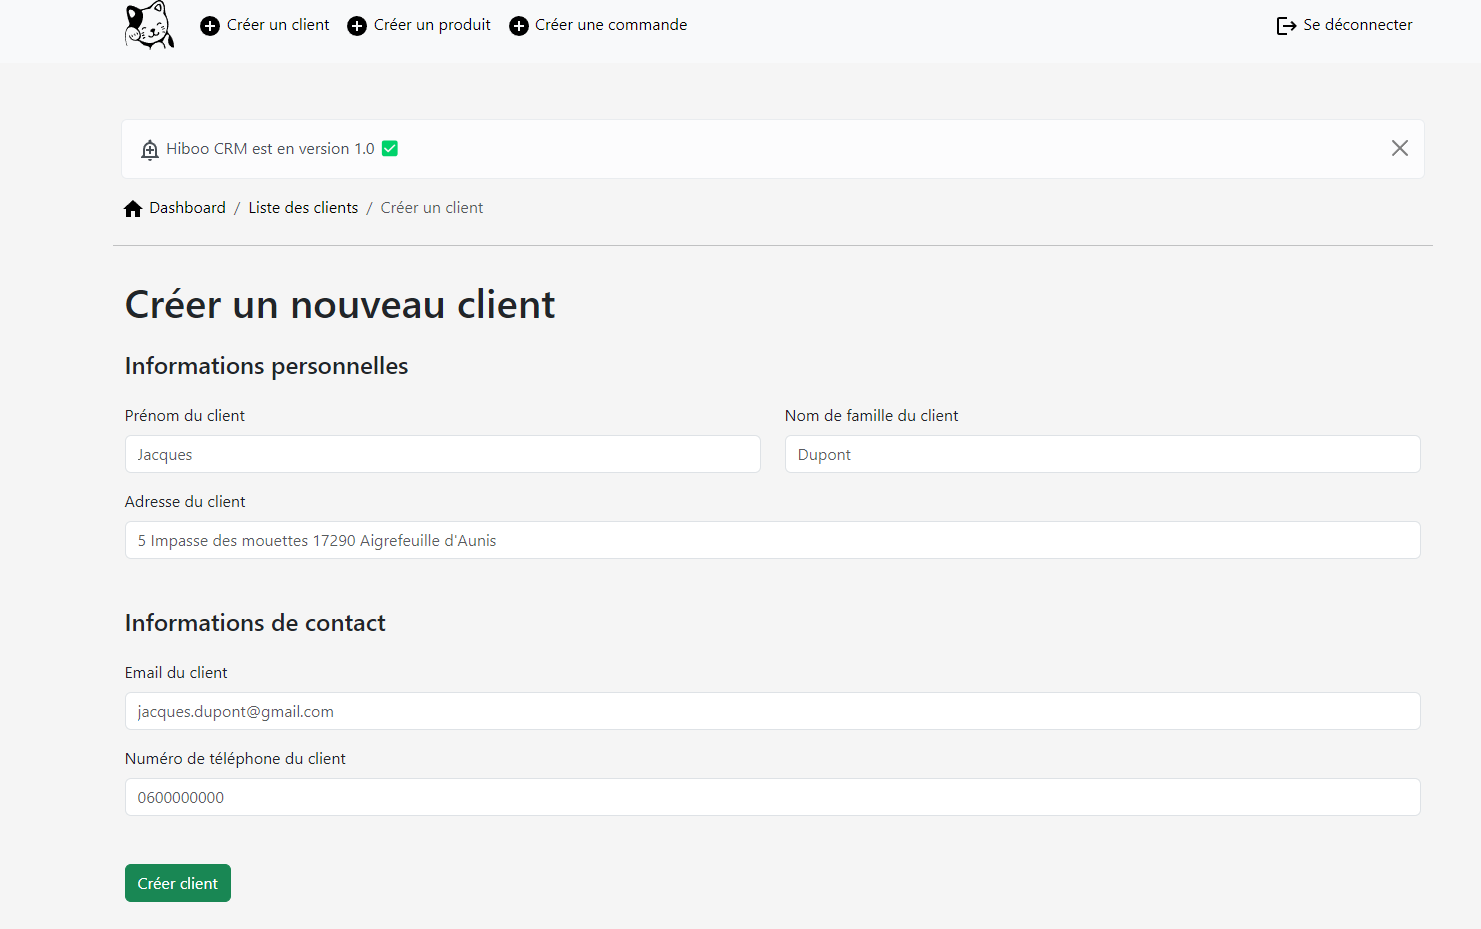 Créer un client Créer un produit Créer une commande Se déconnecter
Hiboo CRM est en version 1.0
Dashboard / Liste des clients / Créer un client
Créer un nouveau client
Informations personnelles
Prénom du client Nom de famille du client
Jacques Dupont
Adresse du client
5 Impasse des mouettes 17290 Aigrefeuille d'Aunis
Informations de contact
Email du client
jacques.dupont@gmail.com
Numéro de téléphone du client
0600000000
Créer client